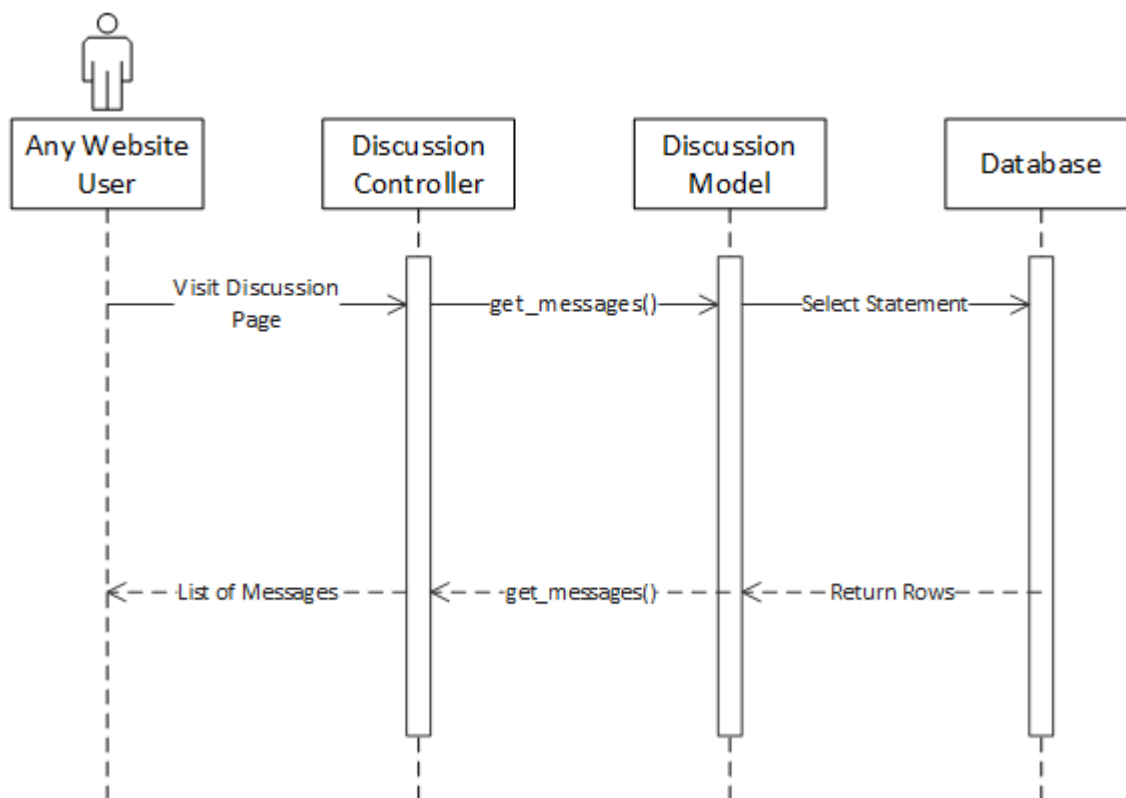 Any Website
User
Discussion
Controller
Discussion
Model
Database
Visit Discussion
Page
get_messages()
Select Statement
List of Messages
get_messages()
Return Rows